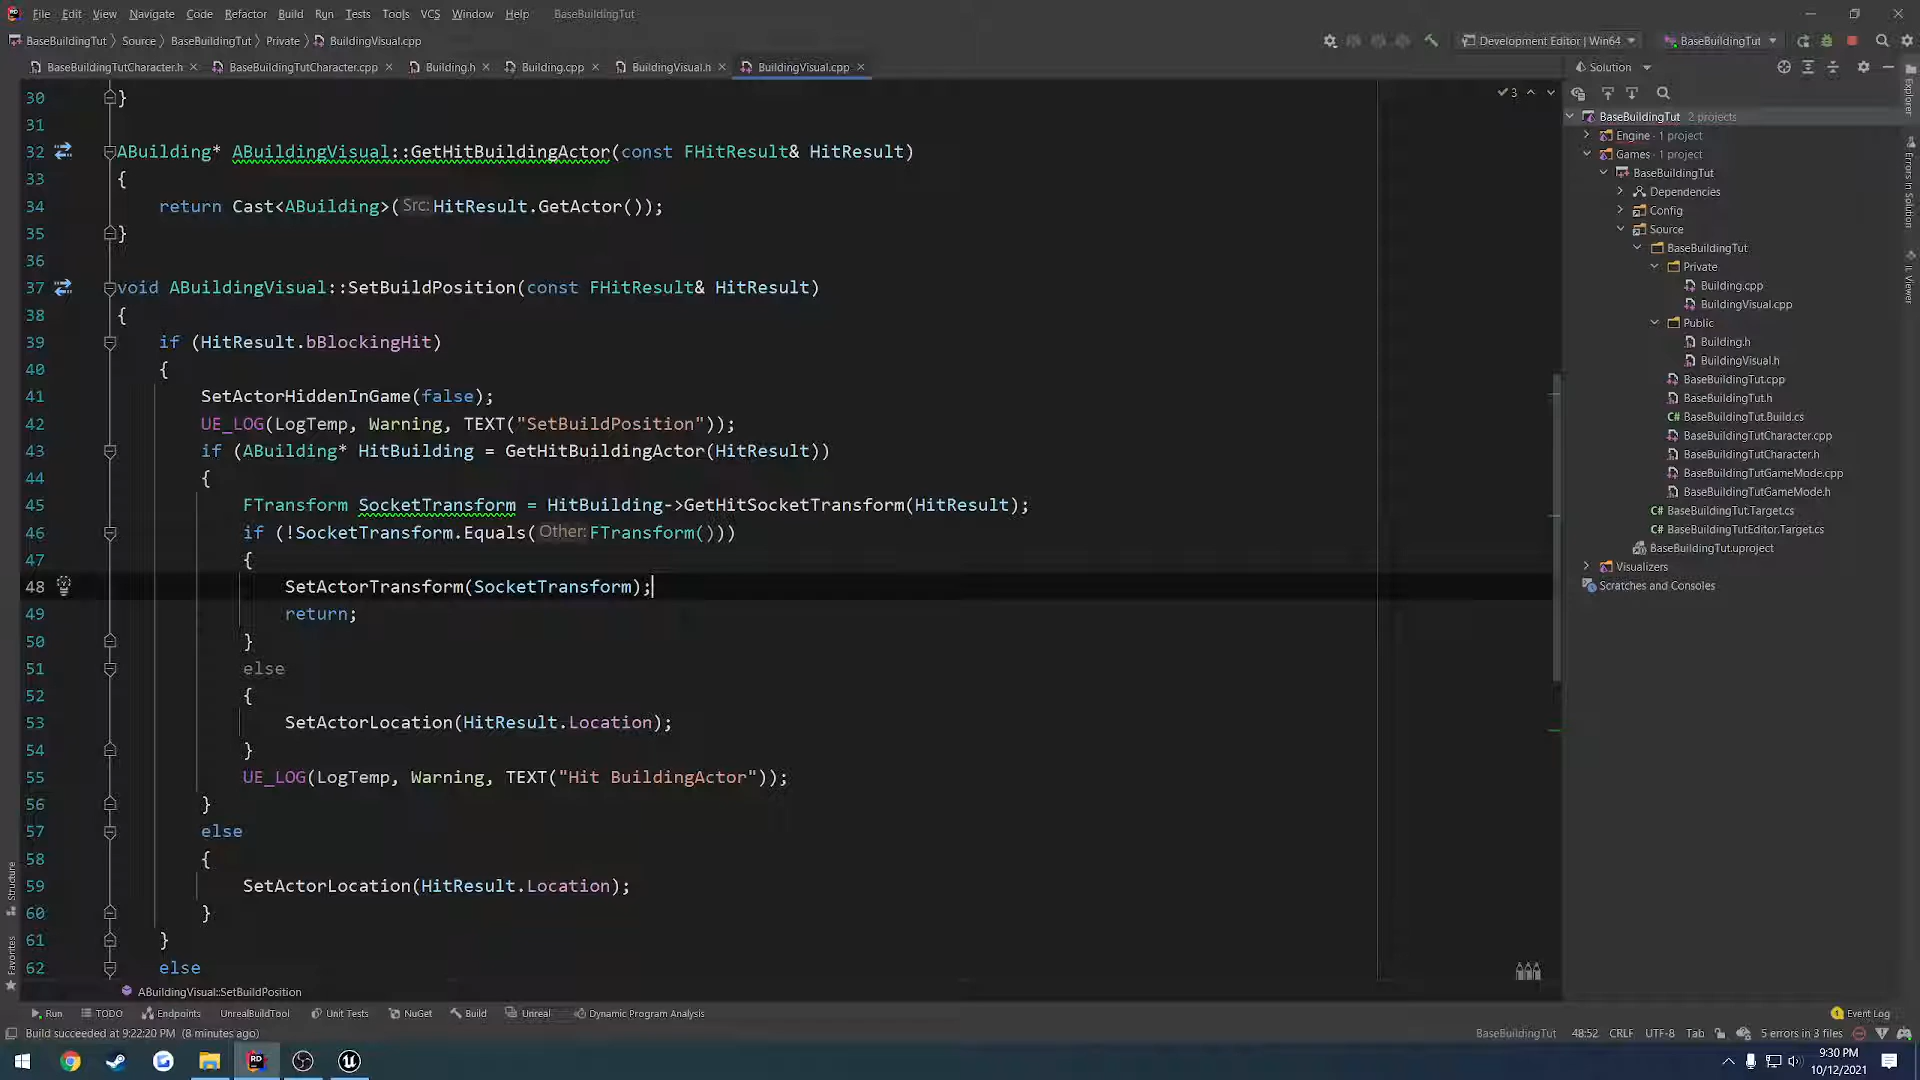 File Edit View Navigate Code Refactor Build Run Tests Tools VCS Window Help BaseBuildingTut
BaseBuildingTut Source BaseBuildingTut Private BuildingVisual.cpp
Development Editor | Win64 BaseBuildingTut
BaseBuildingTutCharacter.h BaseBuildingTutCharacter.cpp Building.h Building.cpp BuildingVisual.h BuildingVisual.cpp
Solution
3
30 }
31
32 ABuilding* ABuildingVisual::GetHitBuildingActor(const FHitResult& HitResult)
33 {
34 return Cast<ABuilding>( Src: HitResult.GetActor());
35 }
36
37 void ABuildingVisual::SetBuildPosition(const FHitResult& HitResult)
38 {
39 if (HitResult.bBlockingHit)
40 {
41 SetActorHiddenInGame(false);
42 UE_LOG(LogTemp, Warning, TEXT("SetBuildPosition"));
43 if (ABuilding* HitBuilding = GetHitBuildingActor(HitResult))
44 {
45 FTransform SocketTransform = HitBuilding->GetHitSocketTransform(HitResult);
46 if (!SocketTransform.Equals( Other: FTransform()))
47 {
48 SetActorTransform(SocketTransform);
49 return;
50 }
51 else
52 {
53 SetActorLocation(HitResult.Location);
54 }
55 UE_LOG(LogTemp, Warning, TEXT("Hit BuildingActor"));
56 }
57 else
58 {
59 SetActorLocation(HitResult.Location);
60 }
61 }
62 else
ABuildingVisual::SetBuildPosition
BaseBuildingTut 2 projects
Engine · 1 project
Games · 1 project
BaseBuildingTut
Dependencies
Config
Source
BaseBuildingTut
Private
Building.cpp
BuildingVisual.cpp
Public
Building.h
BuildingVisual.h
BaseBuildingTut.cpp
BaseBuildingTut.h
C# BaseBuildingTut.Build.cs
BaseBuildingTutCharacter.cpp
BaseBuildingTutCharacter.h
BaseBuildingTutGameMode.cpp
BaseBuildingTutGameMode.h
C# BaseBuildingTut.Target.cs
C# BaseBuildingTutEditor.Target.cs
BaseBuildingTut.uproject
Visualizers
Scratches and Consoles
Explorer
Errors In Solution
IL Viewer
Structure
Favorites
Run TODO Endpoints UnrealBuildTool Unit Tests NuGet Build Unreal Dynamic Program Analysis
1 Event Log
Build succeeded at 9:22:20 PM (8 minutes ago)
BaseBuildingTut 48:52 CRLF UTF-8 Tab 5 errors in 3 files
RD
9:30 PM
10/12/2021